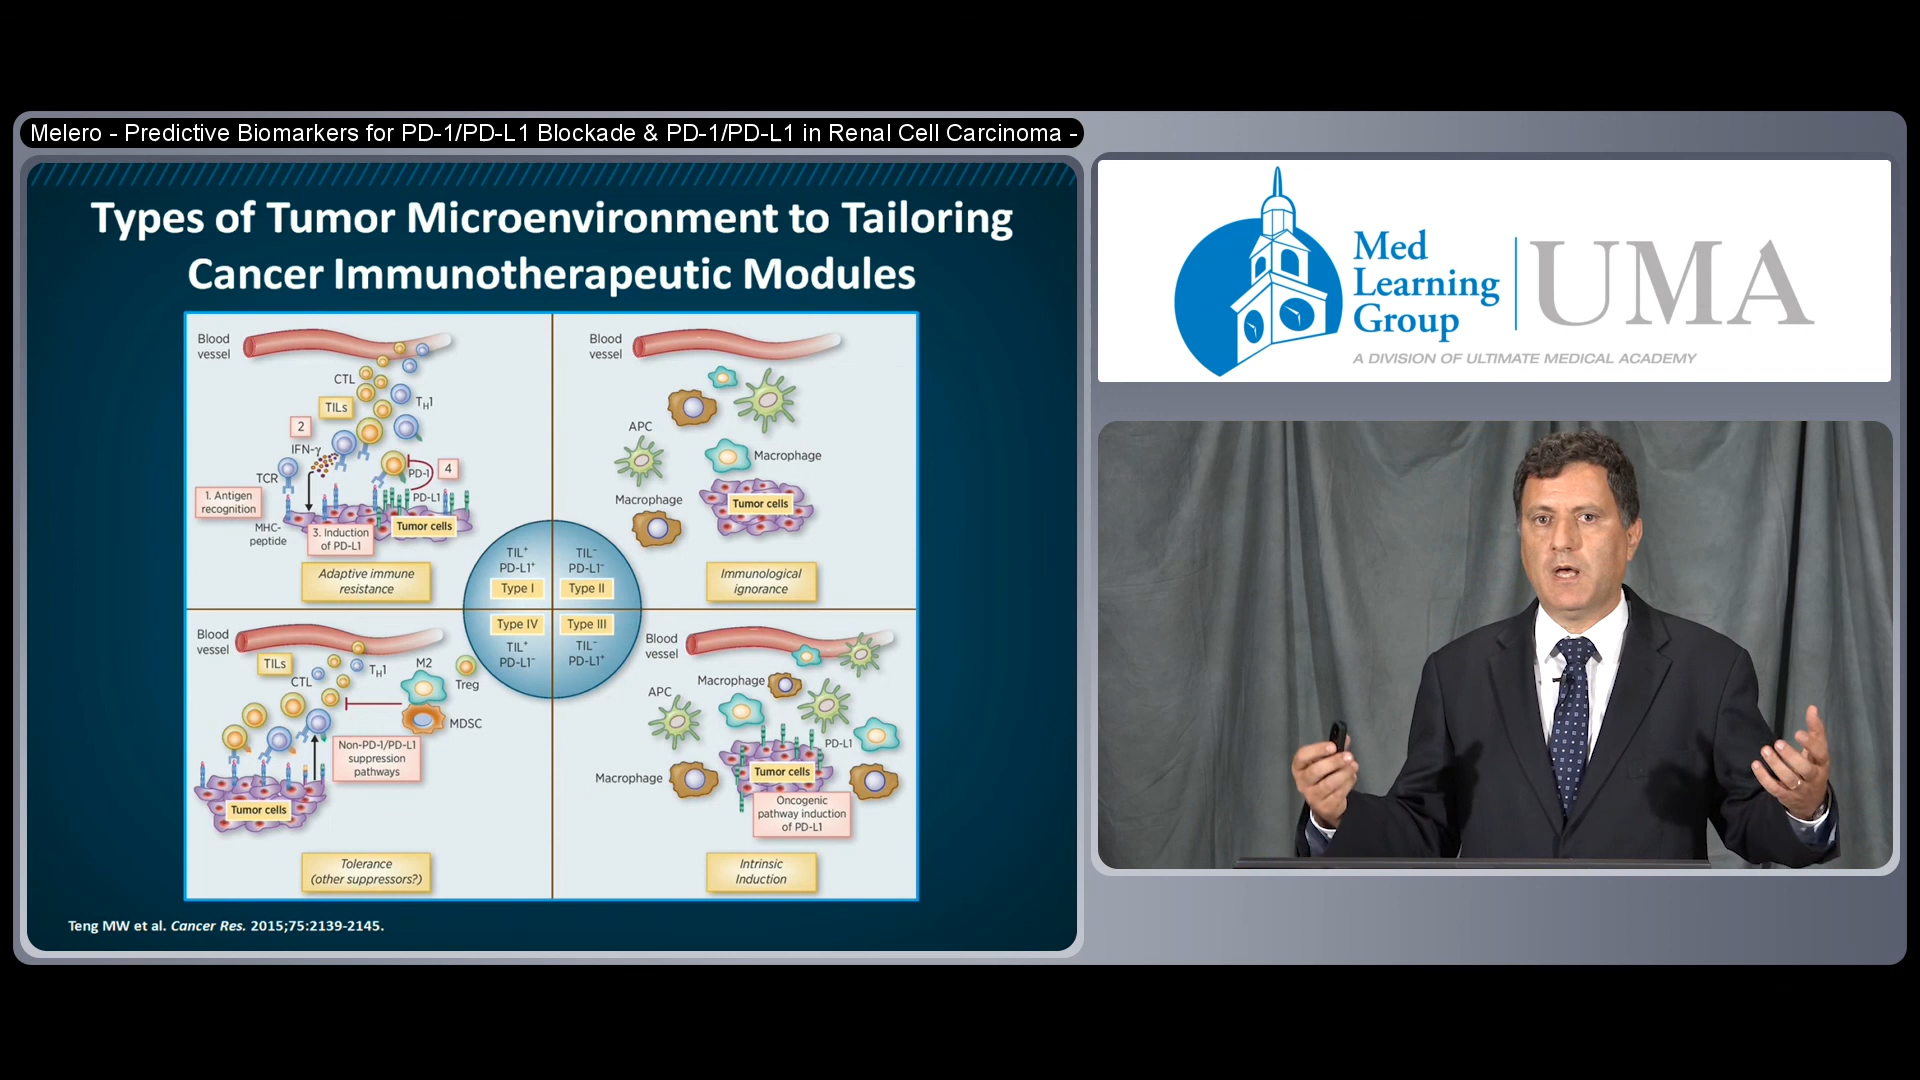 Melero - Predictive Biomarkers for PD-1/PD-L1 Blockade & PD-1/PD-L1 in Renal Cell Carcinoma -
Types of Tumor Microenvironment to Tailoring
Cancer Immunotherapeutic Modules
Blood
vessel
CTL
TILs
TH1
2
IFN-γ
TCR
PD-1
4
PD-L1
1. Antigen
recognition
MHC-
peptide
3. Induction
of PD-L1
Tumor cells
Adaptive immune
resistance
Blood
vessel
APC
Macrophage
Macrophage
Tumor cells
Immunological
ignorance
TIL⁺
PD-L1⁺
Type I
TIL⁻
PD-L1⁻
Type II
Type IV
TIL⁺
PD-L1⁻
Type III
TIL⁻
PD-L1⁺
Blood
vessel
TILs
TH1
CTL
M2
Treg
MDSC
Non-PD-1/PD-L1
suppression
pathways
Tumor cells
Tolerance
(other suppressors?)
Blood
vessel
Macrophage
APC
PD-L1
Macrophage
Tumor cells
Oncogenic
pathway induction
of PD-L1
Intrinsic
Induction
Teng MW et al. Cancer Res. 2015;75:2139-2145.
Med
Learning
Group
UMA
A DIVISION OF ULTIMATE MEDICAL ACADEMY